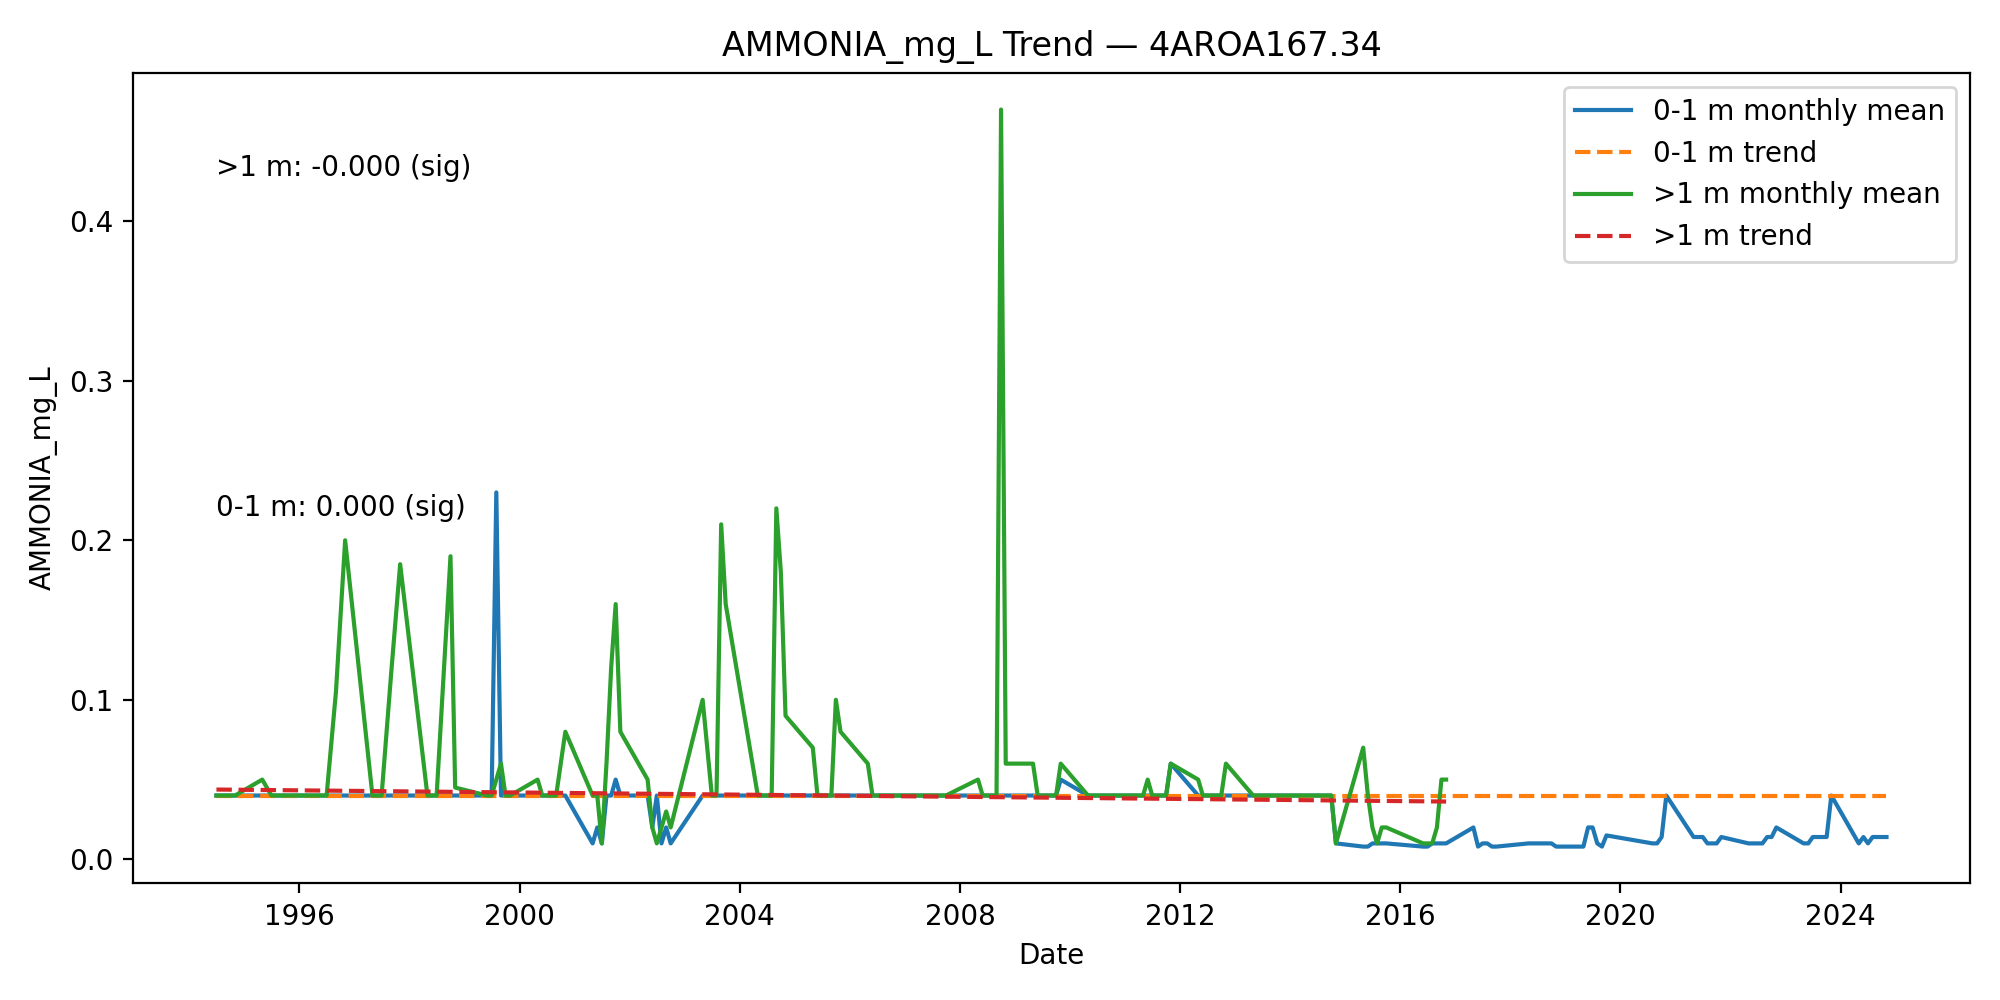 AMMONIA_mg_L Trend — 4AROA167.34
0-1 m monthly mean
0-1 m trend
>1 m monthly mean
>1 m trend
>1 m: -0.000 (sig)
0-1 m: 0.000 (sig)
AMMONIA_mg_L
0.4
0.3
0.2
0.1
0.0
1996
2000
2004
2008
2012
2016
2020
2024
Date